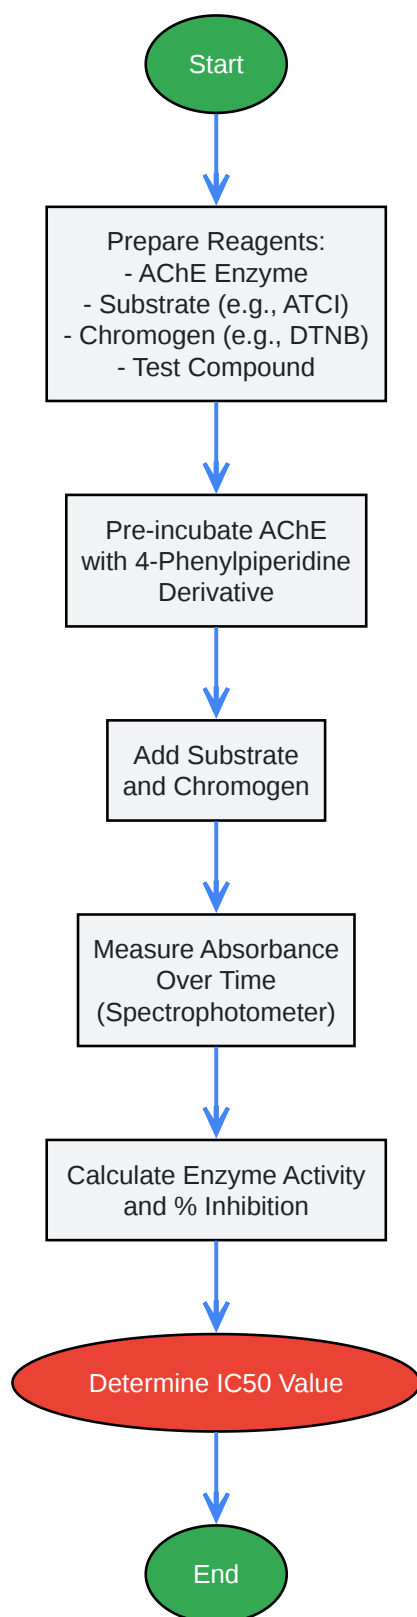 Start
Prepare Reagents:
- AChE Enzyme
- Substrate (e.g., ATCI)
- Chromogen (e.g., DTNB)
- Test Compound
Pre-incubate AChE
with 4-Phenylpiperidine
Derivative
Add Substrate
and Chromogen
Measure Absorbance
Over Time
(Spectrophotometer)
Calculate Enzyme Activity
and % Inhibition
Determine IC50 Value
End